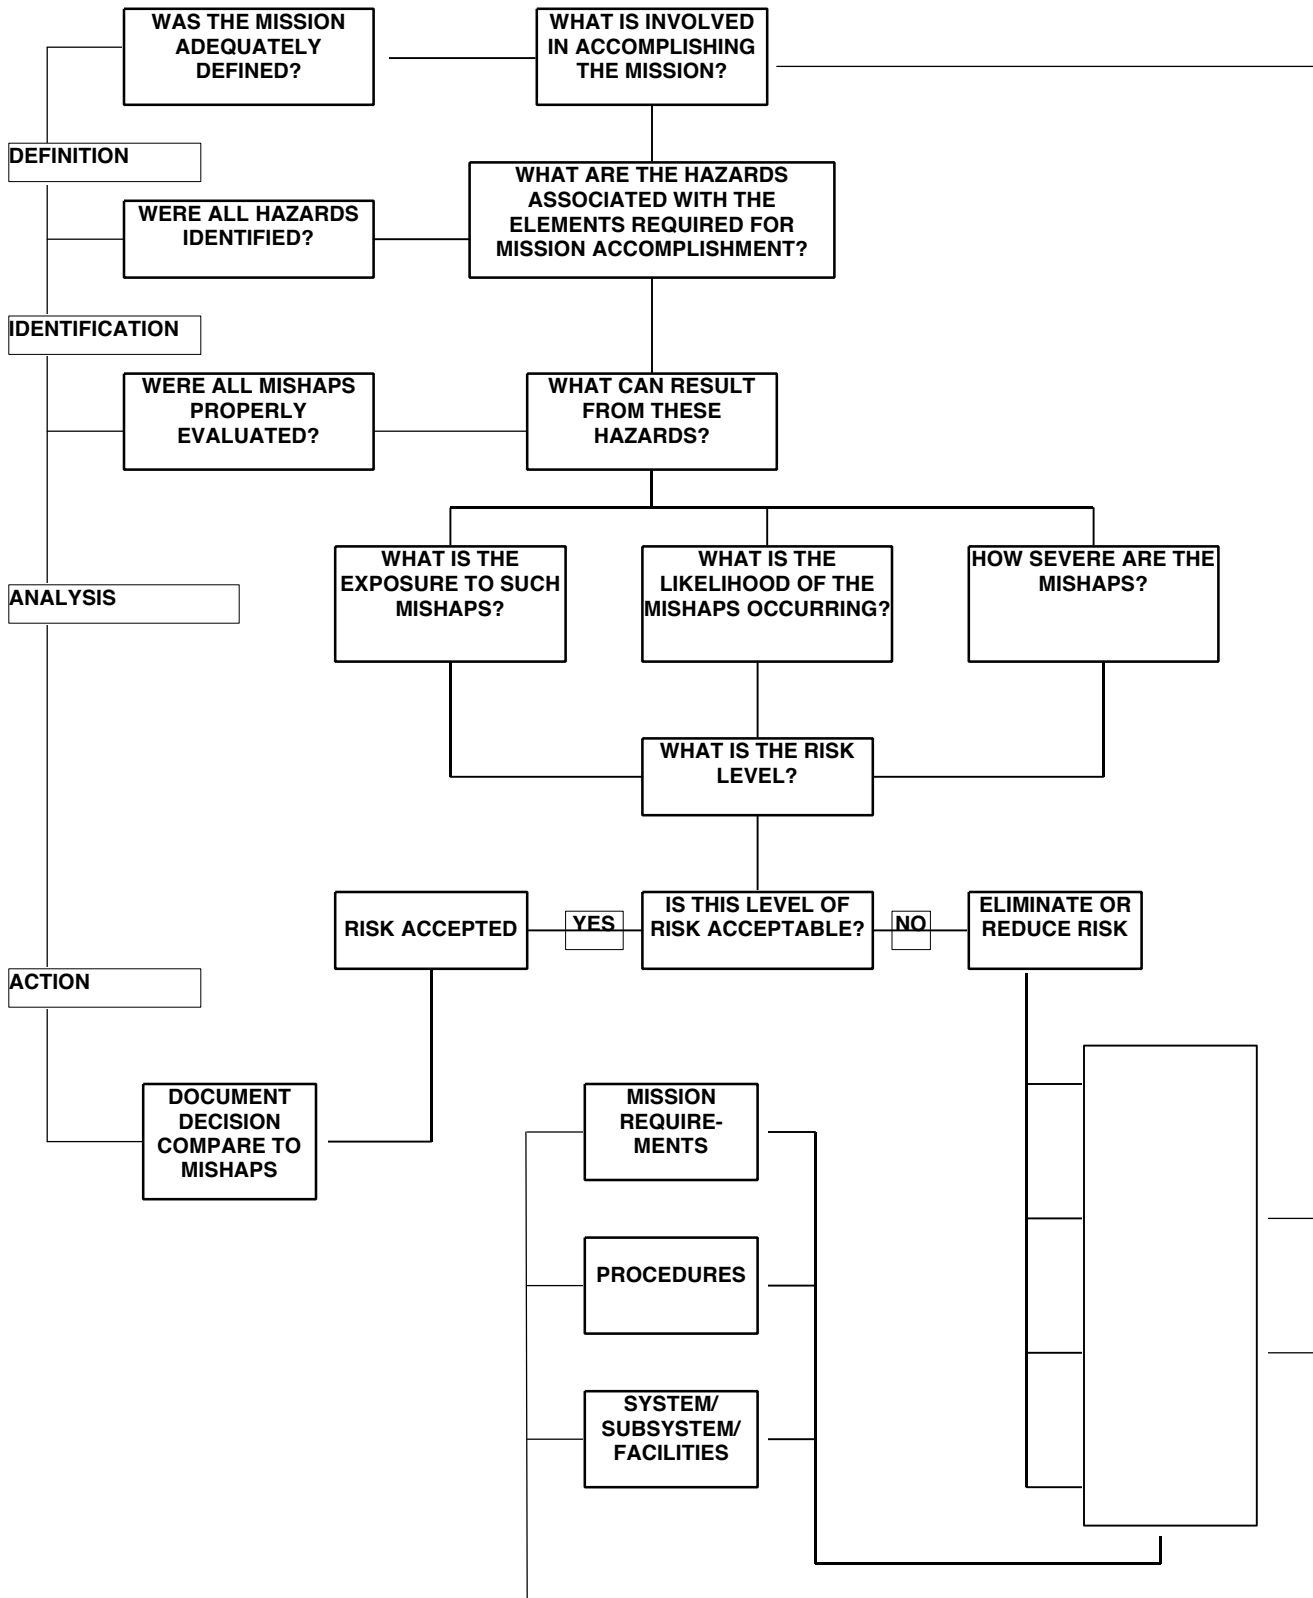 WAS THE MISSION
ADEQUATELY
DEFINED?
WHAT IS INVOLVED
IN ACCOMPLISHING
THE MISSION?
DEFINITION
WHAT ARE THE HAZARDS
ASSOCIATED WITH THE
ELEMENTS REQUIRED FOR
MISSION ACCOMPLISHMENT?
WERE ALL HAZARDS
IDENTIFIED?
IDENTIFICATION
WERE ALL MISHAPS
PROPERLY
EVALUATED?
WHAT CAN RESULT
FROM THESE
HAZARDS?
ANALYSIS
WHAT IS THE
EXPOSURE TO SUCH
MISHAPS?
WHAT IS THE
LIKELIHOOD OF THE
MISHAPS OCCURRING?
HOW SEVERE ARE THE
MISHAPS?
WHAT IS THE RISK
LEVEL?
RISK ACCEPTED
YES
IS THIS LEVEL OF
RISK ACCEPTABLE?
NO
ELIMINATE OR
REDUCE RISK
ACTION
DOCUMENT
DECISION
COMPARE TO
MISHAPS
MISSION
REQUIRE-
MENTS
PROCEDURES
SYSTEM/
SUBSYSTEM/
FACILITIES